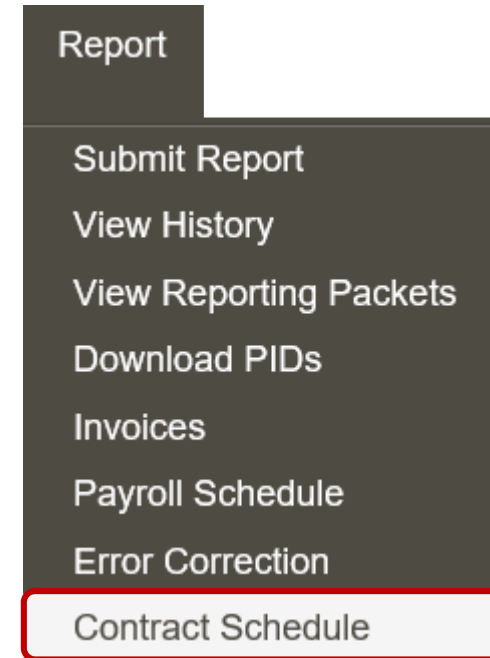 Report
Submit Report
View History
View Reporting Packets
Download PIDs
Invoices
Payroll Schedule
Error Correction
Contract Schedule